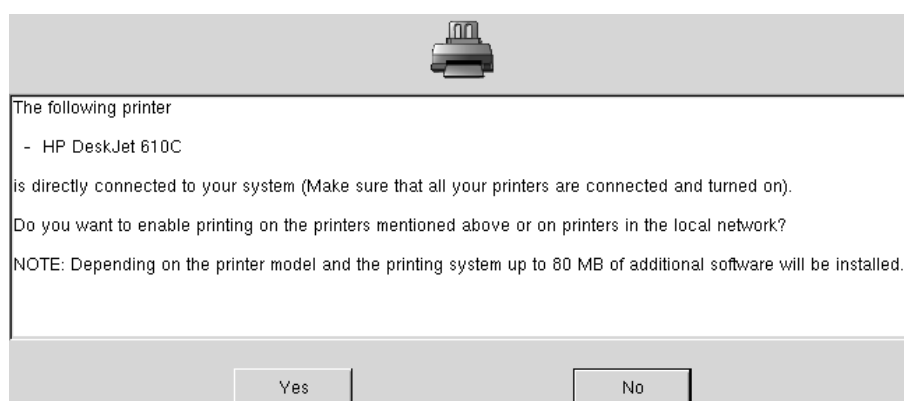 The following printer
- HP DeskJet 610C
is directly connected to your system (Make sure that all your printers are connected and turned on).
Do you want to enable printing on the printers mentioned above or on printers in the local network?
NOTE: Depending on the printer model and the printing system up to 80 MB of additional software will be installed.
Yes
No